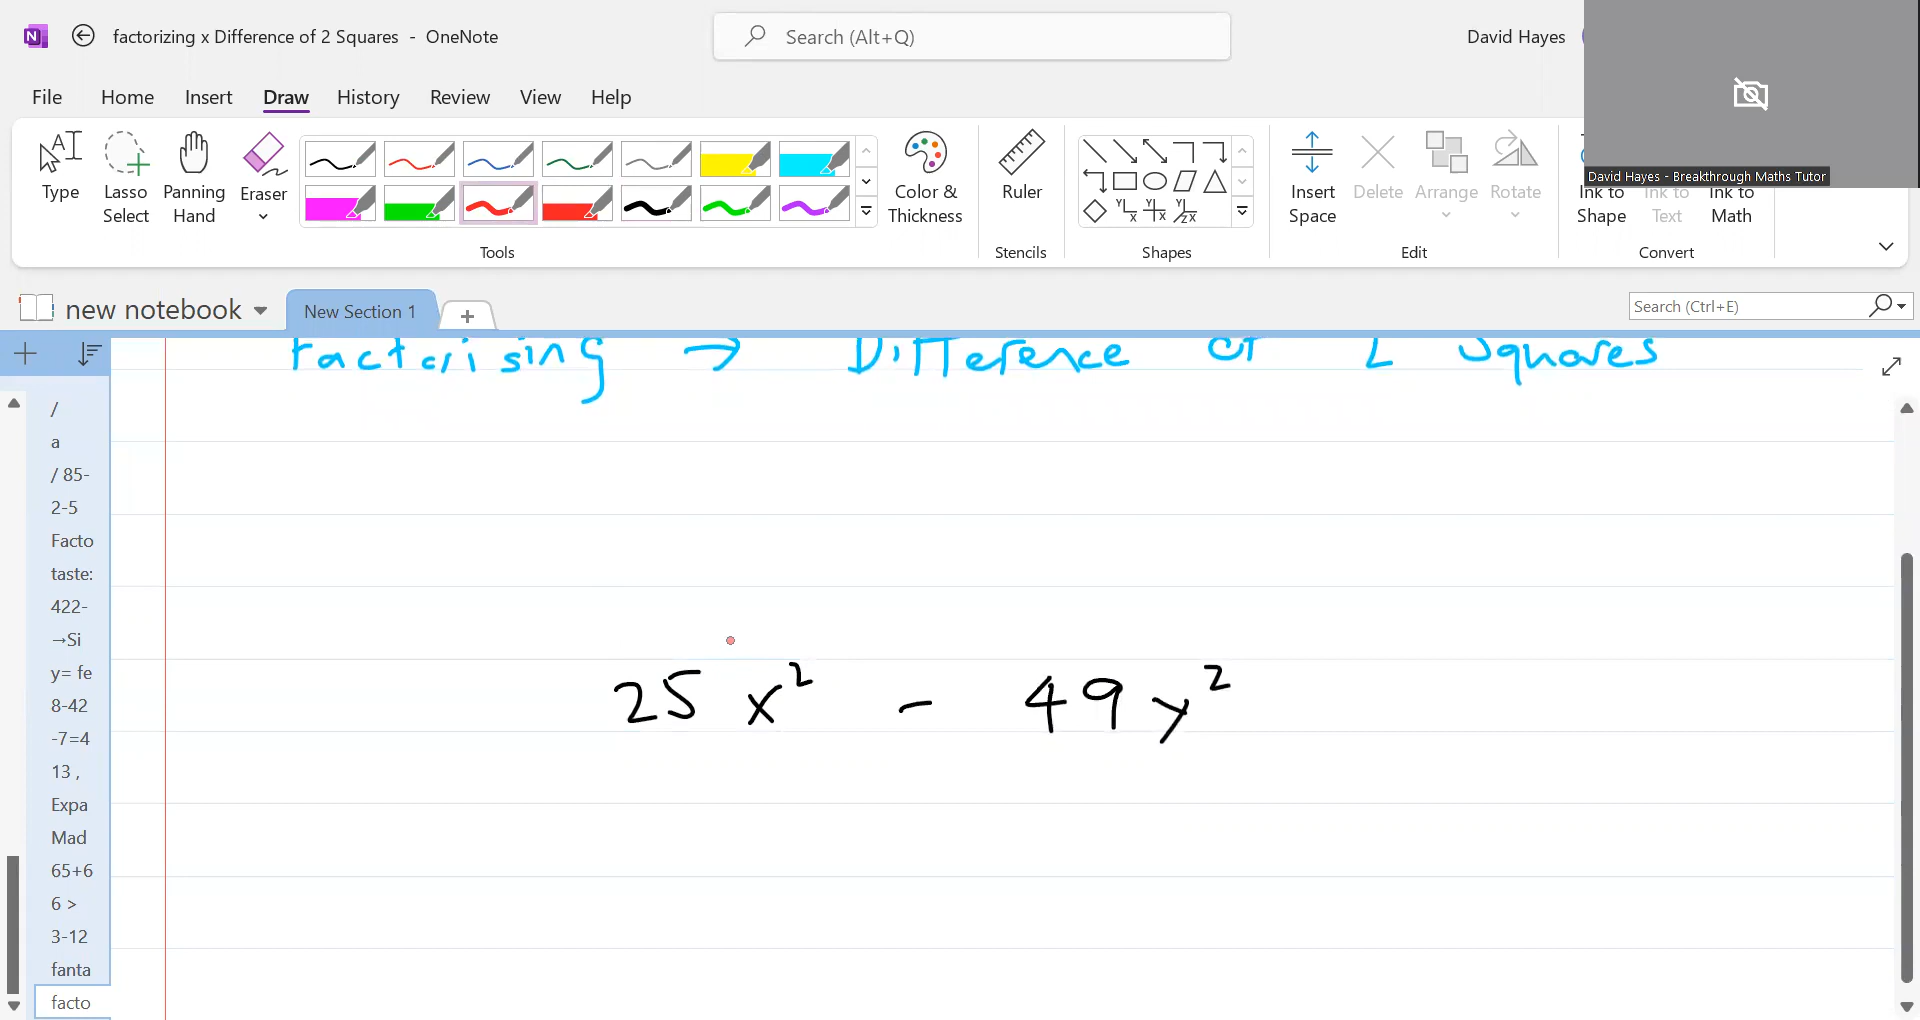 factorizing x Difference of 2 Squares - OneNote
Search (Alt+Q)
David Hayes
File Home Insert Draw History Review View Help
David Hayes - Breakthrough Maths Tutor
Type
Lasso Select
Panning Hand
Eraser
Color & Thickness
Ruler
Insert Space
Delete
Arrange
Rotate
Ink to Shape
Ink to Text
Ink to Math
Tools
Stencils
Shapes
Edit
Convert
new notebook
New Section 1
Search (Ctrl+E)
Factorising → Difference of 2 Squares
/
a
/ 85-
2-5
Facto
taste:
422-
→Si
y= fe
8-42
-7=4
13 ,
Expa
Mad
65+6
6 >
3-12
fanta
facto
25 x² - 49 y²